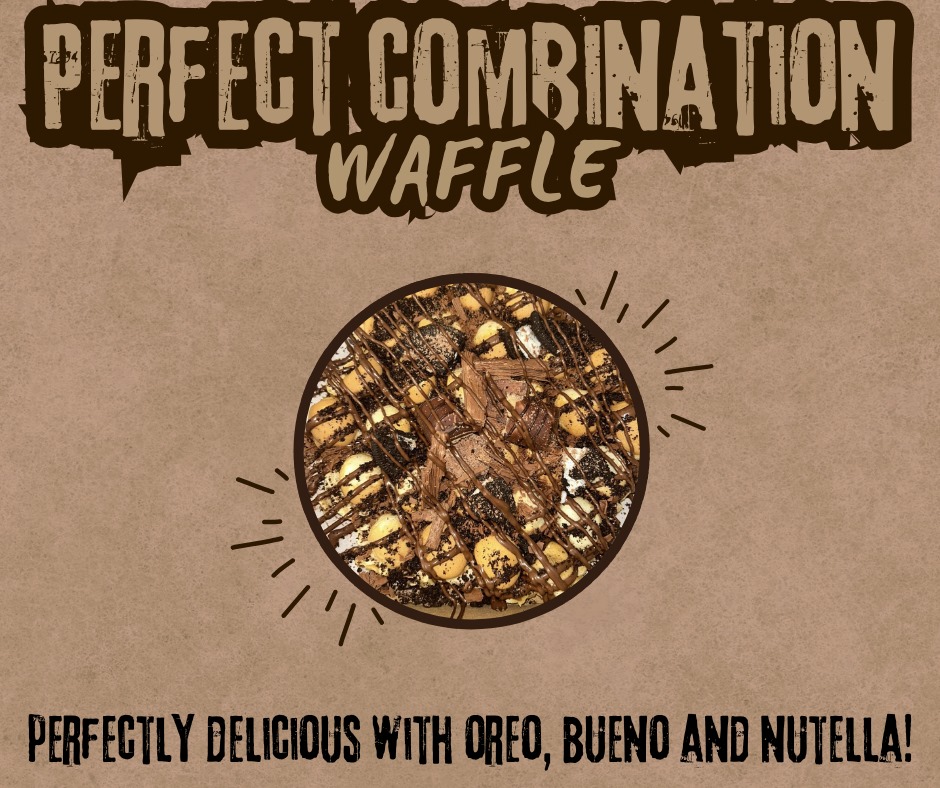 PERFECT COMBINATION
WAFFLE
PERFECTLY DELICIOUS WITH OREO, BUENO AND NUTELLA!